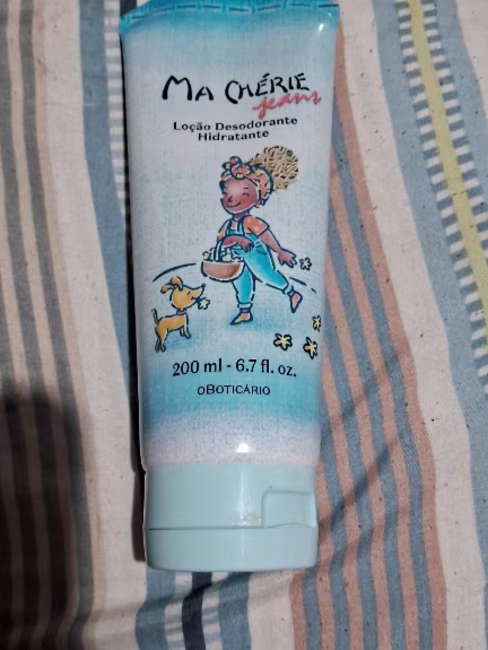 MA CHÉRIE
jeans
Loção Desodorante
Hidratante
200 ml - 6.7 fl. oz.
oBOTICÁRIO